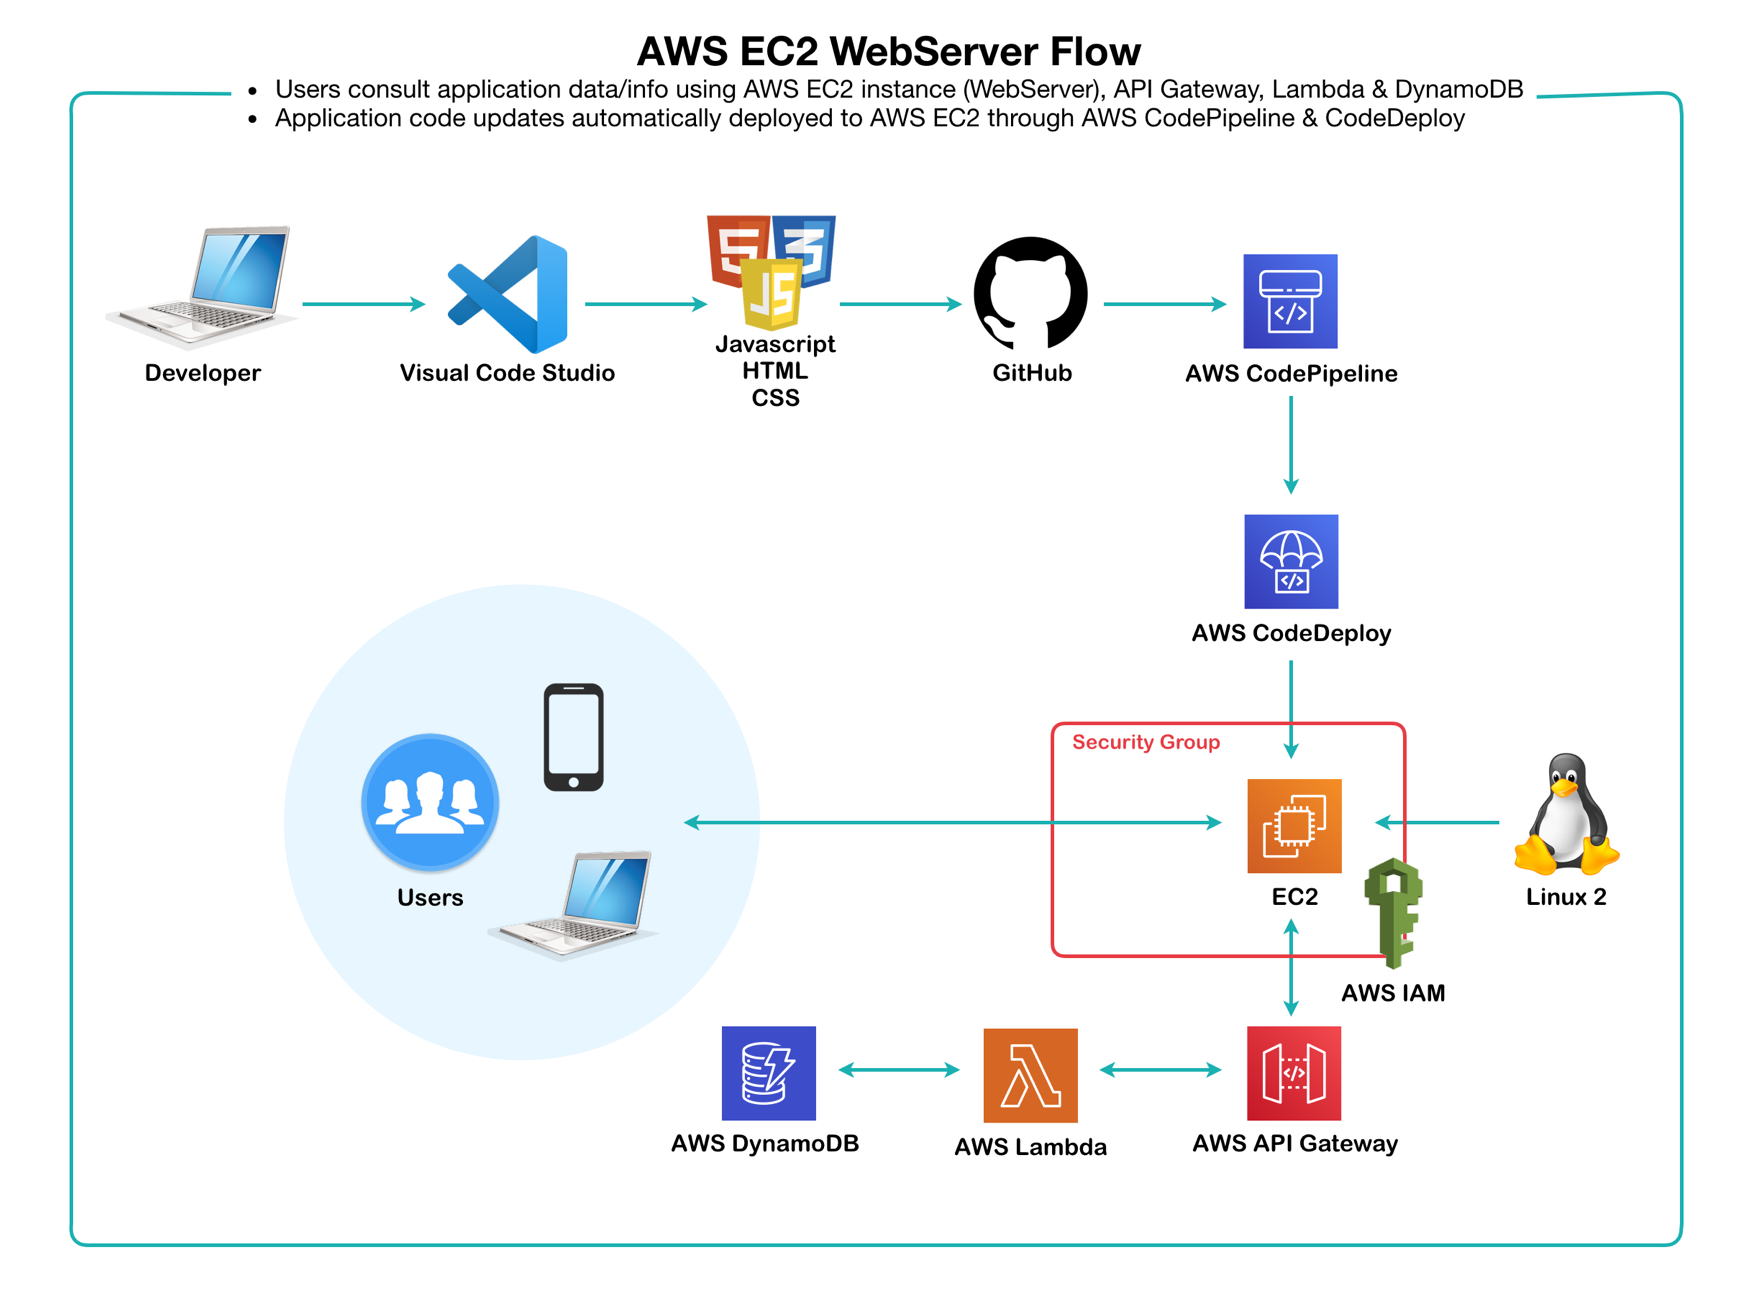 AWS EC2 WebServer Flow
• Users consult application data/info using AWS EC2 instance (WebServer), API Gateway, Lambda & DynamoDB
• Application code updates automatically deployed to AWS EC2 through AWS CodePipeline & CodeDeploy
5 3
JS
Developer
Visual Code Studio
Javascript
HTML
CSS
GitHub
</>
AWS CodePipeline
</>
AWS CodeDeploy
Security Group
Users
EC2
Linux 2
AWS IAM
</>
AWS DynamoDB
AWS Lambda
AWS API Gateway